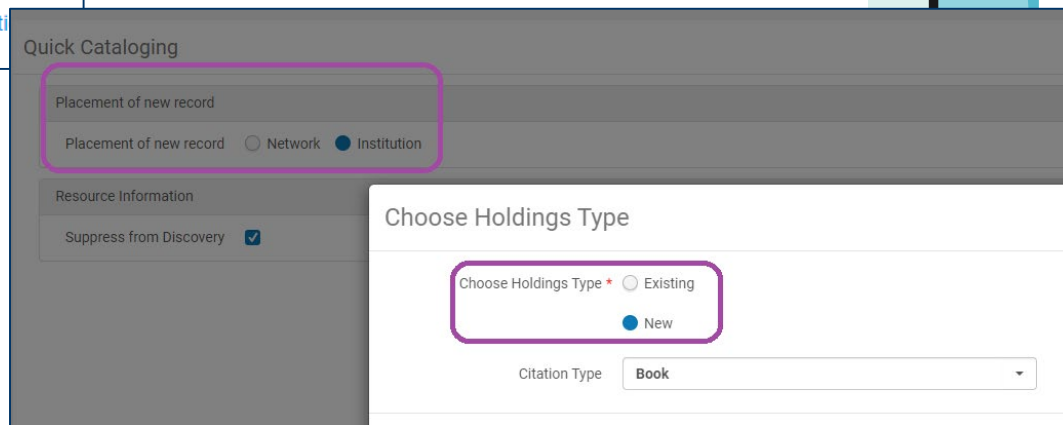 ti
Quick Cataloging
Placement of new record
Placement of new record Network Institution
Resource Information
Suppress from Discovery
Choose Holdings Type
Choose Holdings Type * Existing
New
Citation Type Book